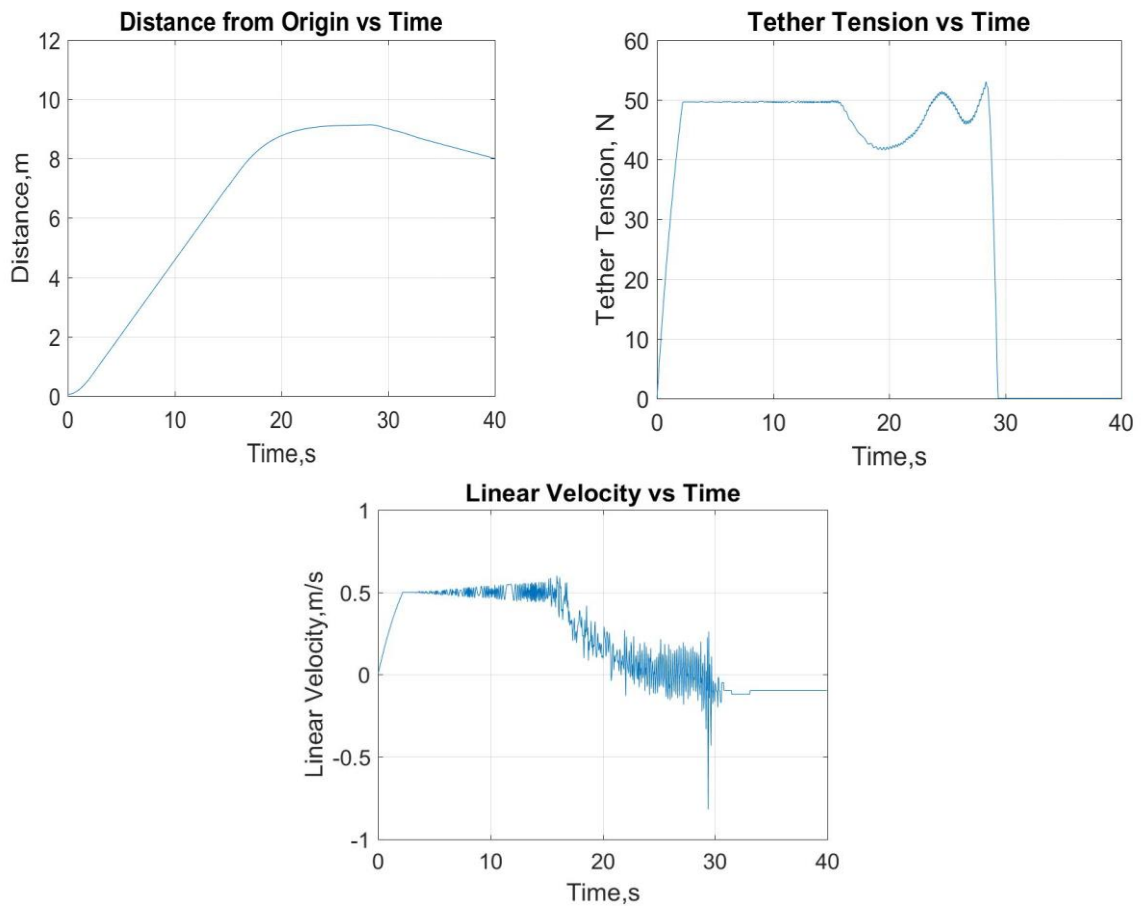 Distance from Origin vs Time
12
10
8
6
4
2
0
0 10 20 30 40
Distance,m
Time,s
Tether Tension vs Time
60
50
40
30
20
10
0
0 10 20 30 40
Tether Tension, N
Time,s
Linear Velocity vs Time
1
0.5
0
-0.5
-1
0 10 20 30 40
Linear Velocity,m/s
Time,s